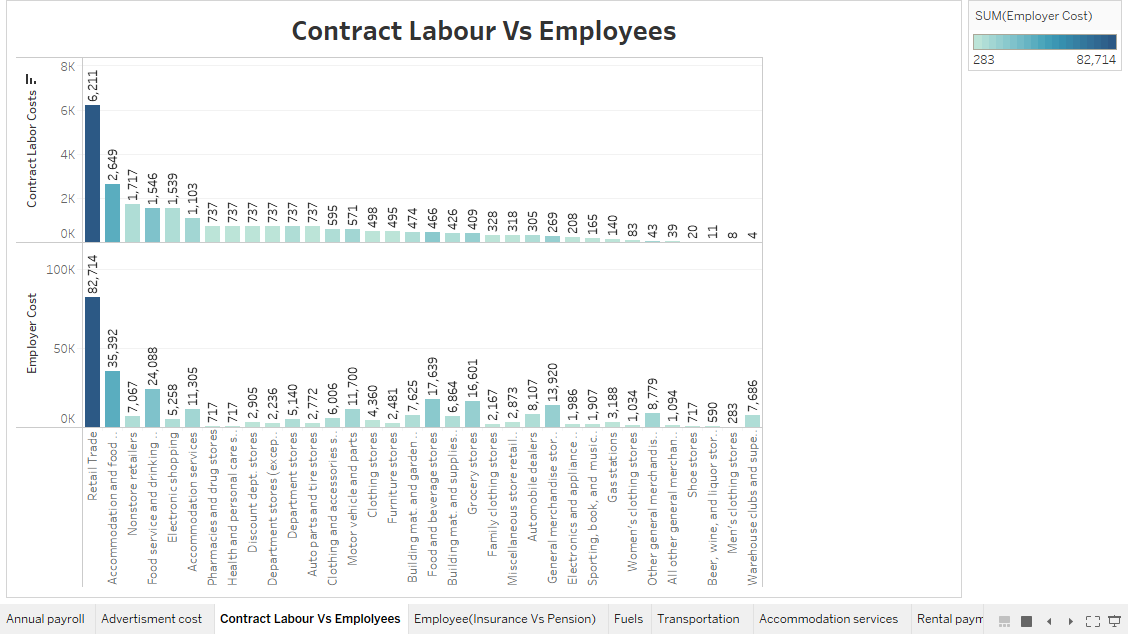 Contract Labour Vs Employees
SUM(Employer Cost)
283 82,714
Contract Labor Costs
8K
6K
4K
2K
0K
6,211
2,649
1,717
1,546
1,539
1,103
737
737
737
737
737
737
595
571
498
495
474
466
426
409
328
318
305
269
208
165
140
83
43
39
20
11
8
4
Employer Cost
100K
50K
0K
82,714
35,392
7,067
24,088
5,258
11,305
717
717
2,905
2,236
5,140
2,772
6,006
11,700
4,360
2,481
7,625
17,639
6,864
16,601
2,167
2,873
8,107
13,920
1,986
1,907
3,188
1,034
8,779
1,094
717
590
283
7,686
Retail Trade
Accommodation and food ..
Nonstore retailers
Food service and drinking ..
Electronic shopping
Accommodation services
Pharmacies and drug stores
Health and personal care s..
Discount dept. stores
Department stores (excep..
Department stores
Auto parts and tire stores
Clothing and accessories s..
Motor vehicle and parts
Clothing stores
Furniture stores
Building mat. and garden ..
Food and beverage stores
Building mat. and supplies..
Grocery stores
Family clothing stores
Miscellaneous store retail..
Automobile dealers
General merchandise stor..
Electronics and appliance ..
Sporting, book, and music..
Gas stations
Women's clothing stores
Other general merchandis..
All other general merchan..
Shoe stores
Beer, wine, and liquor stor..
Men's clothing stores
Warehouse clubs and supe..
Annual payroll Advertisment cost Contract Labour Vs Emplolyees Employee(Insurance Vs Pension) Fuels Transportation Accommodation services Rental paym